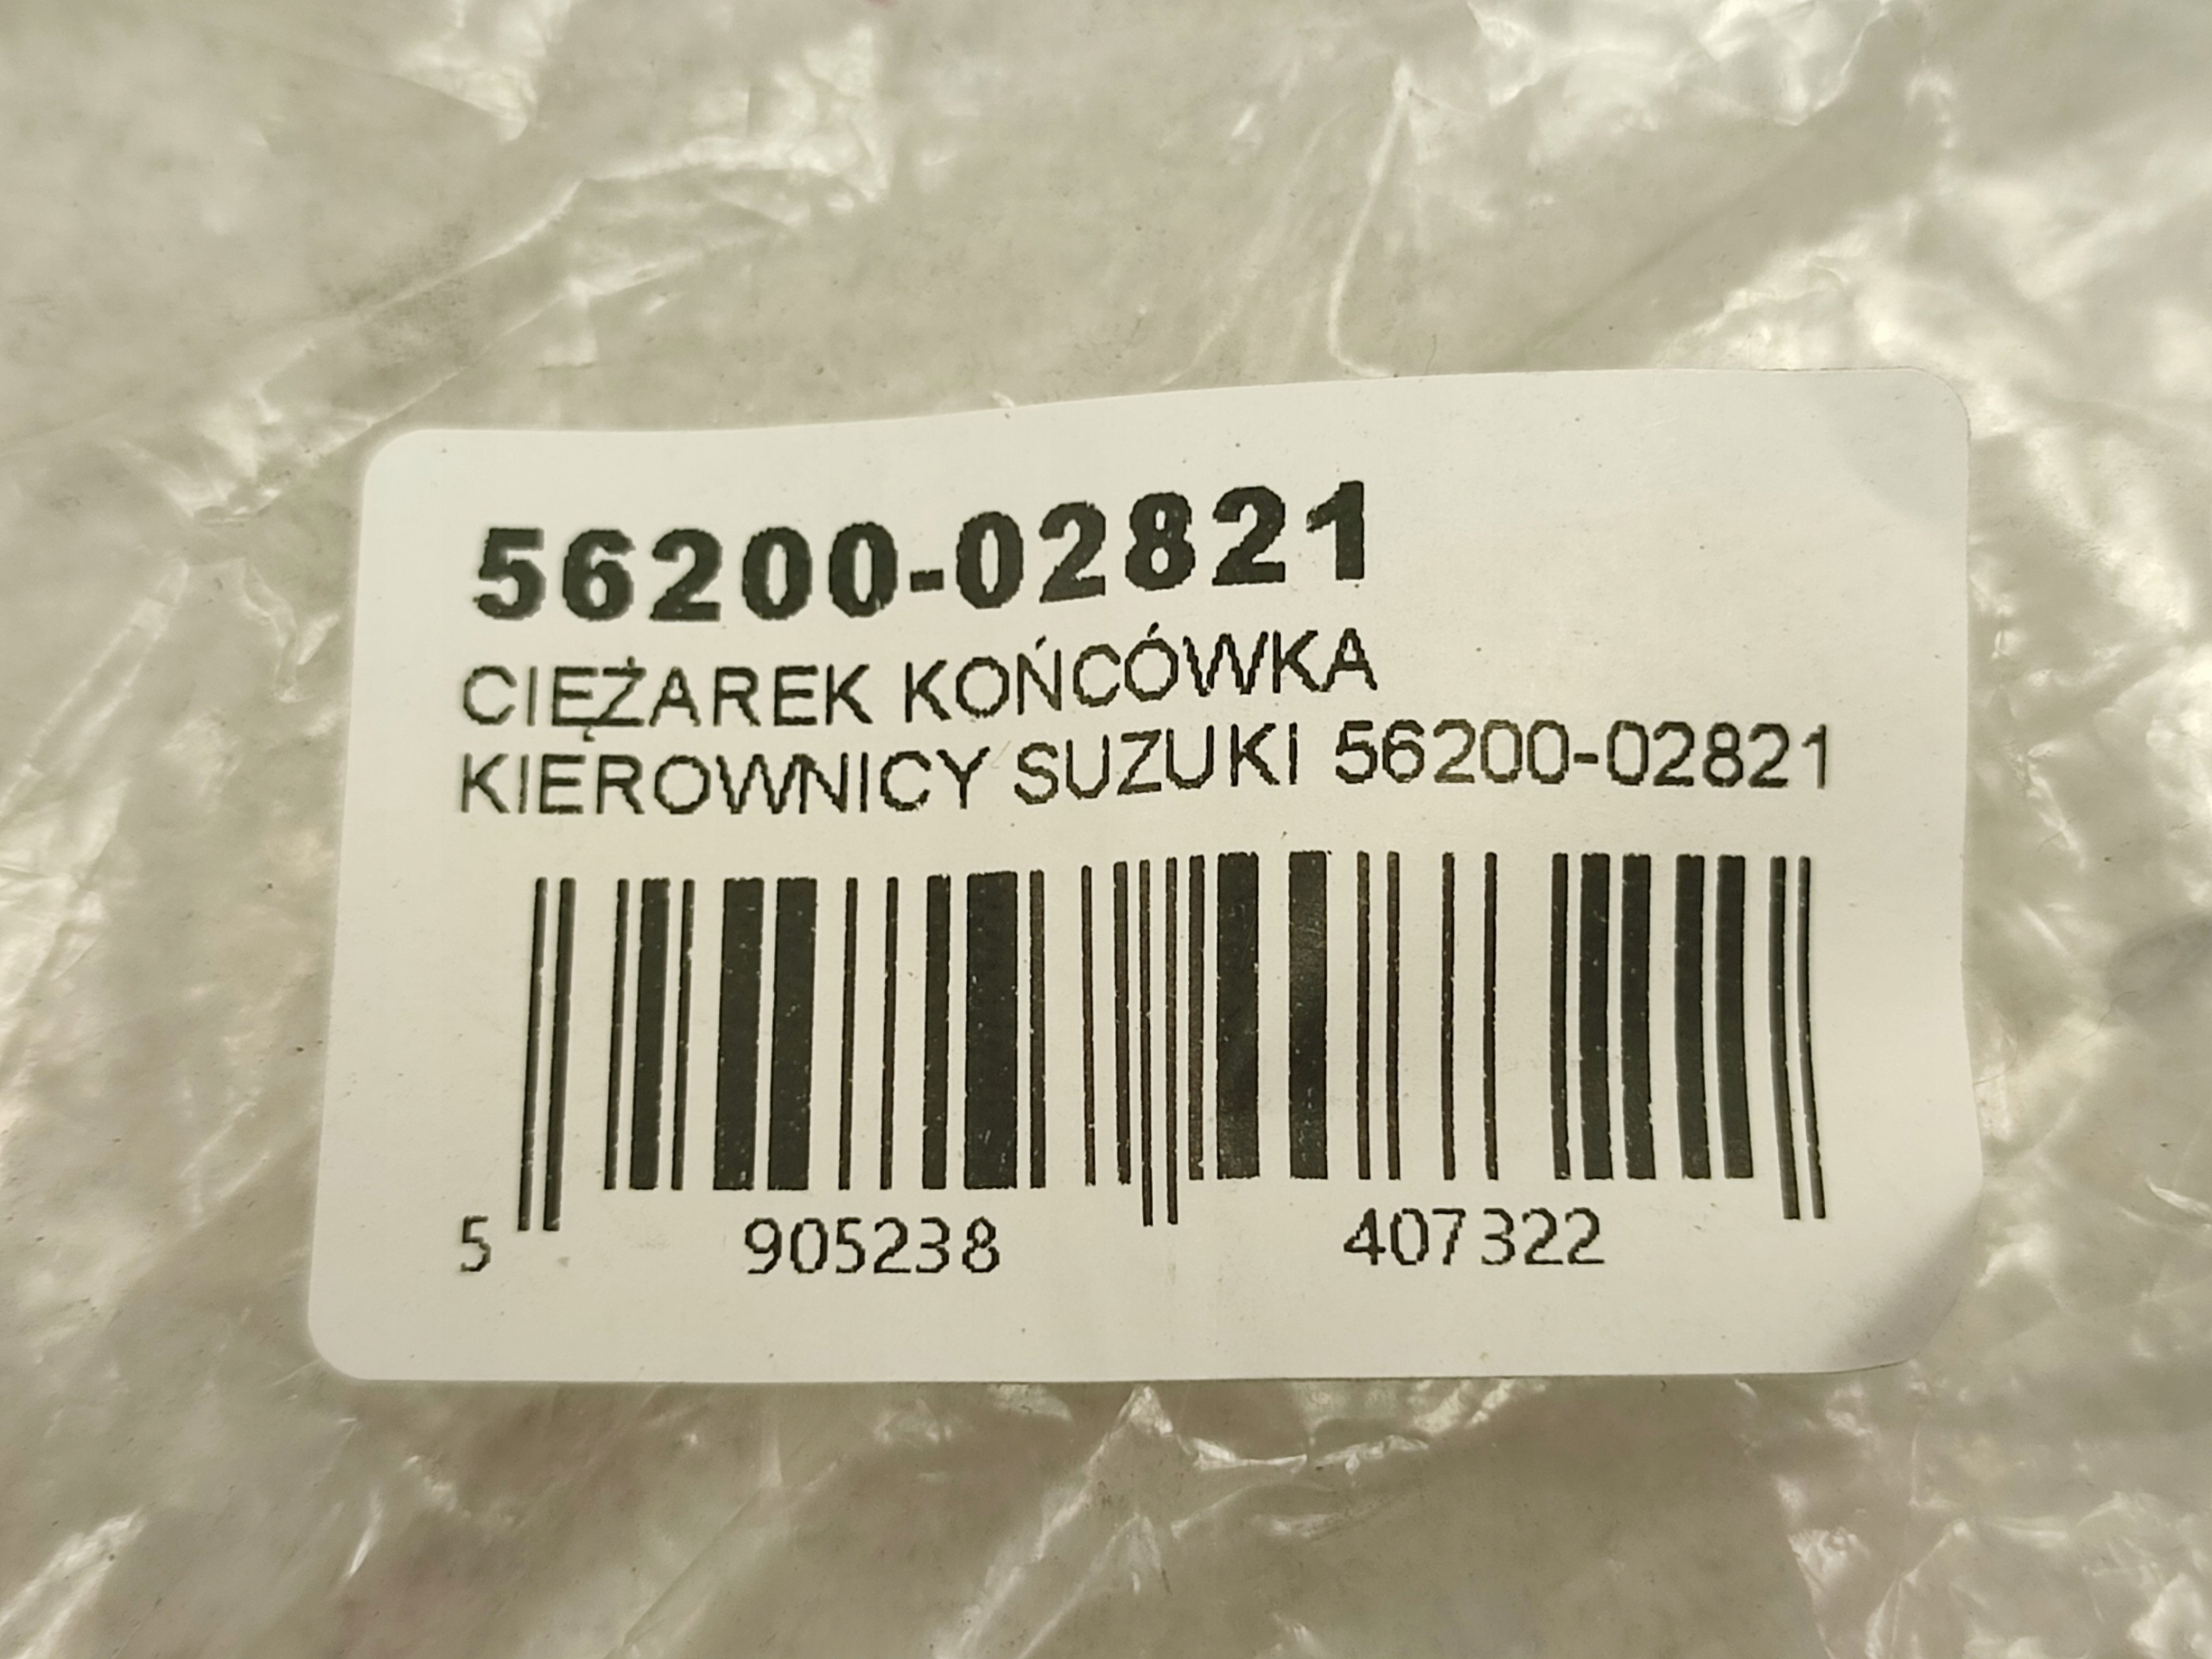 56200-02821
CIĘŻAREK KOŃCÓWKA
KIEROWNICY SUZUKI 56200-02821
5 905238 407322